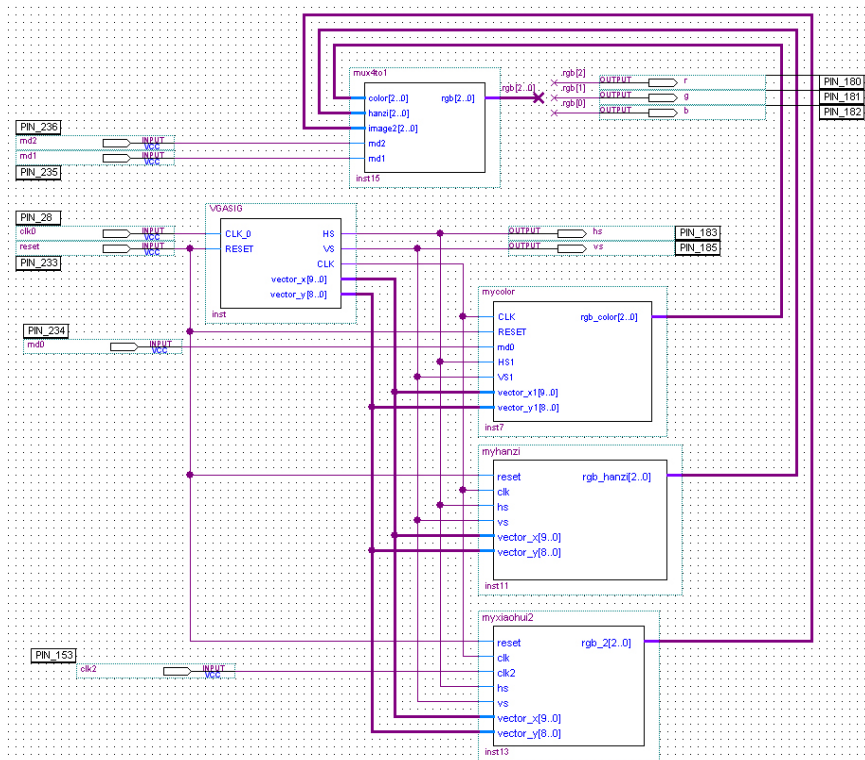 mux4to1
color[2..0] rgb[2..0]
hanzi[2..0]
image2[2..0]
md2
md1
inst15
rgb[2..0]
rgb[2] OUTPUT r PIN_180
rgb[1] OUTPUT g PIN_181
rgb[0] OUTPUT b PIN_182
PIN_236
md2 INPUT VCC
md1 INPUT VCC
PIN_235
PIN_28
clk0 INPUT VCC
reset INPUT VCC
PIN_233
VGASIG
CLK_0 HS
RESET VS
CLK
vector_x[9..0]
vector_y[8..0]
inst
OUTPUT hs PIN_183
OUTPUT vs PIN_185
PIN_234
md0 INPUT VCC
mycolor
CLK rgb_color[2..0]
RESET
md0
HS1
VS1
vector_x1[9..0]
vector_y1[8..0]
inst7
myhanzi
reset rgb_hanzi[2..0]
clk
hs
vs
vector_x[9..0]
vector_y[8..0]
inst11
myxiaohui2
reset rgb_2[2..0]
clk
clk2
hs
vs
vector_x[9..0]
vector_y[8..0]
inst13
PIN_153
clk2 INPUT VCC